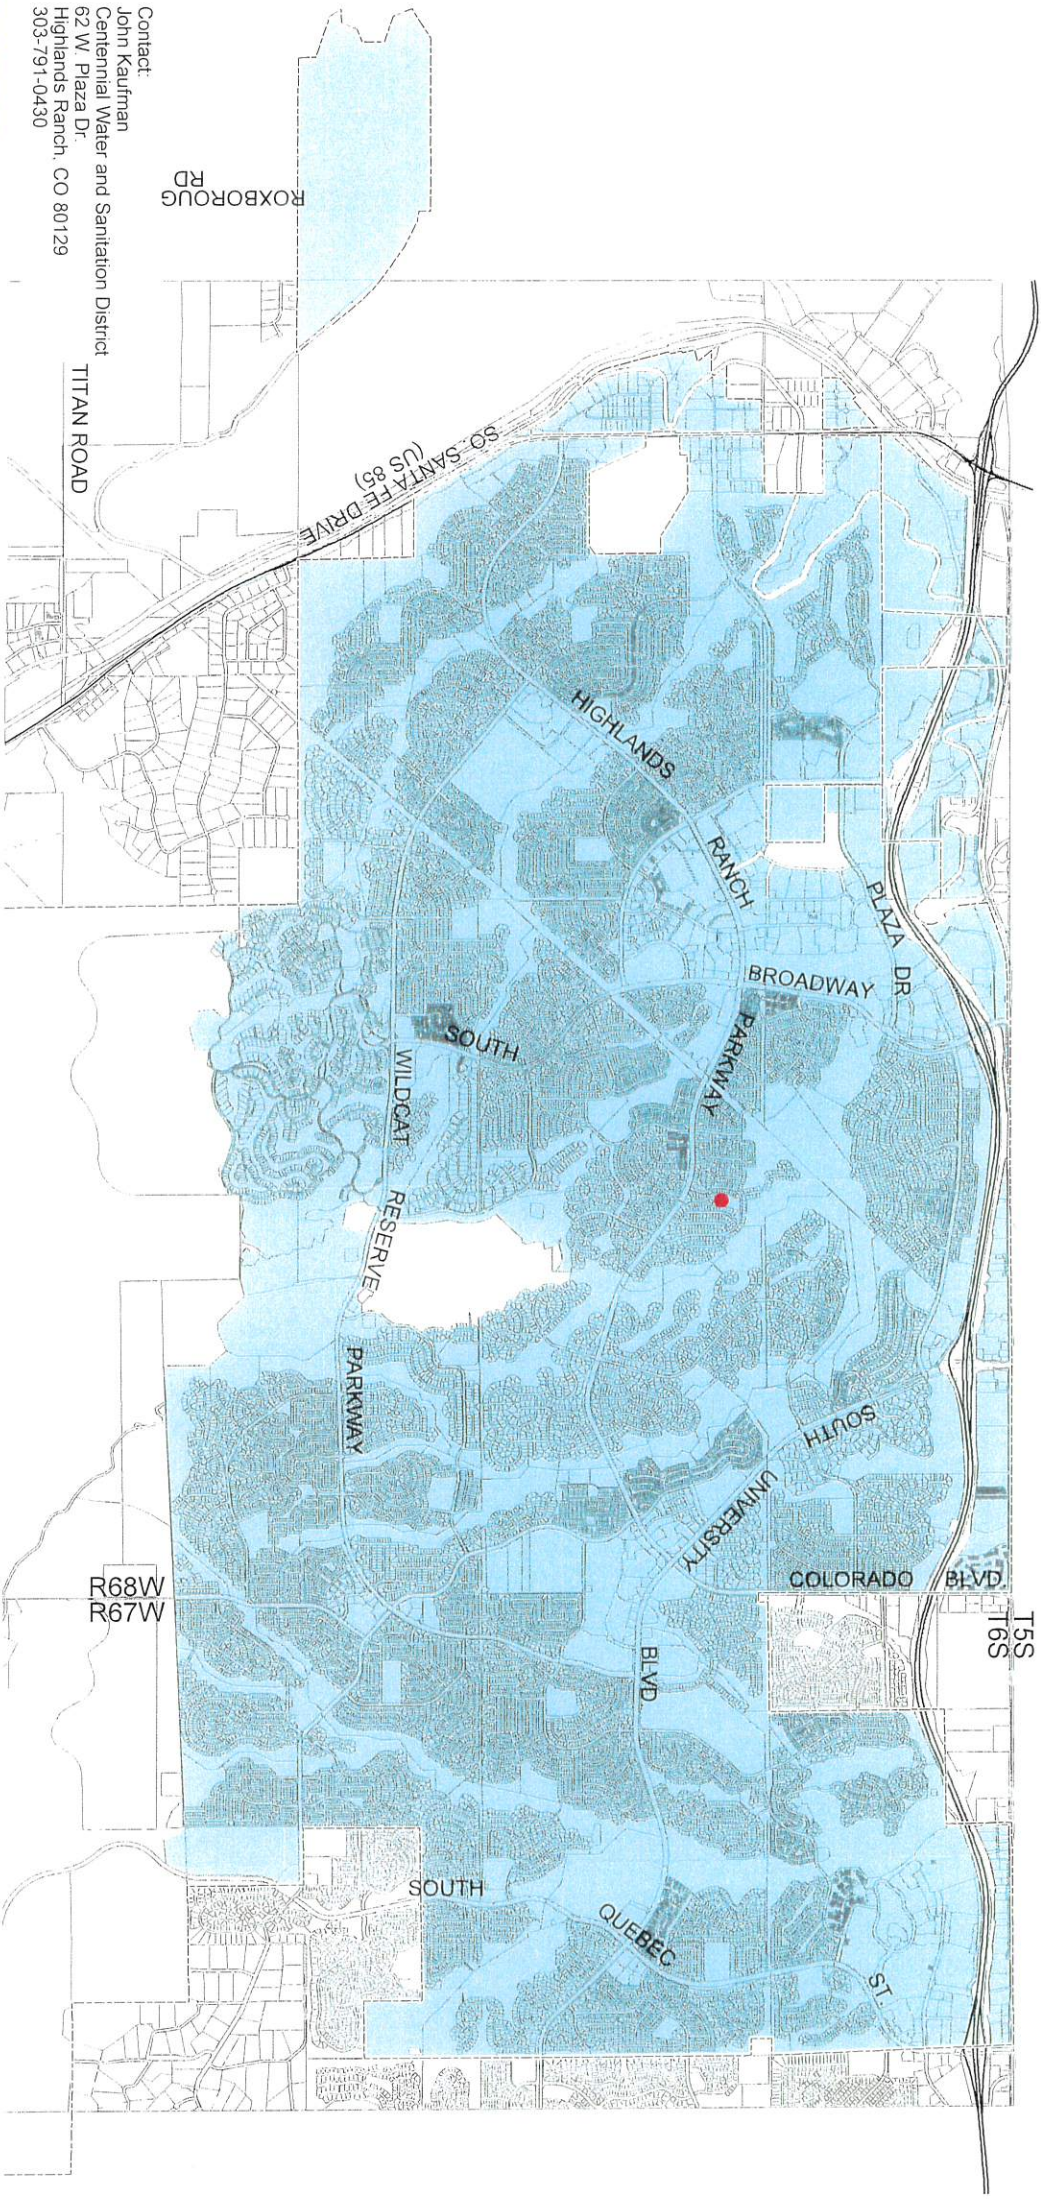 Contact:
John Kaufman
Centennial Water and Sanitation District
62 W. Plaza Dr.
Highlands Ranch, CO 80129
303-791-0430
ROXBOROUG
RD
TITAN ROAD
SO. SANTA FE DRIVE
(US 85)
HIGHLANDS
RANCH
PLAZA DR
BROADWAY
PARKWAY
SOUTH
WILDCAT
RESERVE
PARKWAY
SOUTH
UNIVERSITY
COLORADO BLVD.
T5S
T6S
R68W
R67W
BLVD
SOUTH
QUEBEC
ST.